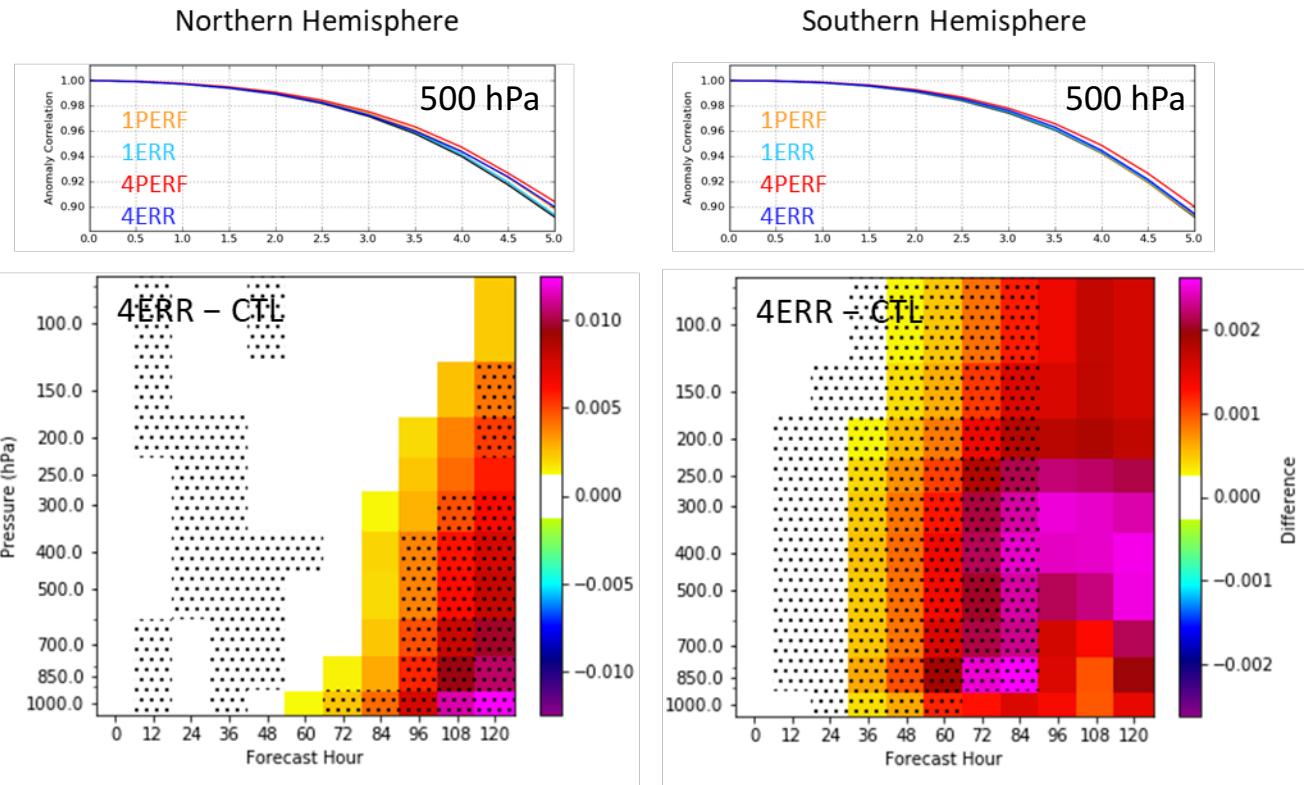 Northern Hemisphere
Southern Hemisphere
1.00
0.98
0.96
0.94
0.92
0.90
Anomaly Correlation
500 hPa
1PERF
1ERR
4PERF
4ERR
0.0 0.5 1.0 1.5 2.0 2.5 3.0 3.5 4.0 4.5 5.0
1.00
0.98
0.96
0.94
0.92
0.90
Anomaly Correlation
500 hPa
1PERF
1ERR
4PERF
4ERR
0.0 0.5 1.0 1.5 2.0 2.5 3.0 3.5 4.0 4.5 5.0
4ERR – CTL
Pressure (hPa)
100.0
150.0
200.0
250.0
300.0
400.0
500.0
700.0
850.0
1000.0
0 12 24 36 48 60 72 84 96 108 120
Forecast Hour
0.010
0.005
0.000
−0.005
−0.010
4ERR – CTL
100.0
150.0
200.0
250.0
300.0
400.0
500.0
700.0
850.0
1000.0
0 12 24 36 48 60 72 84 96 108 120
Forecast Hour
0.002
0.001
0.000
−0.001
−0.002
Difference